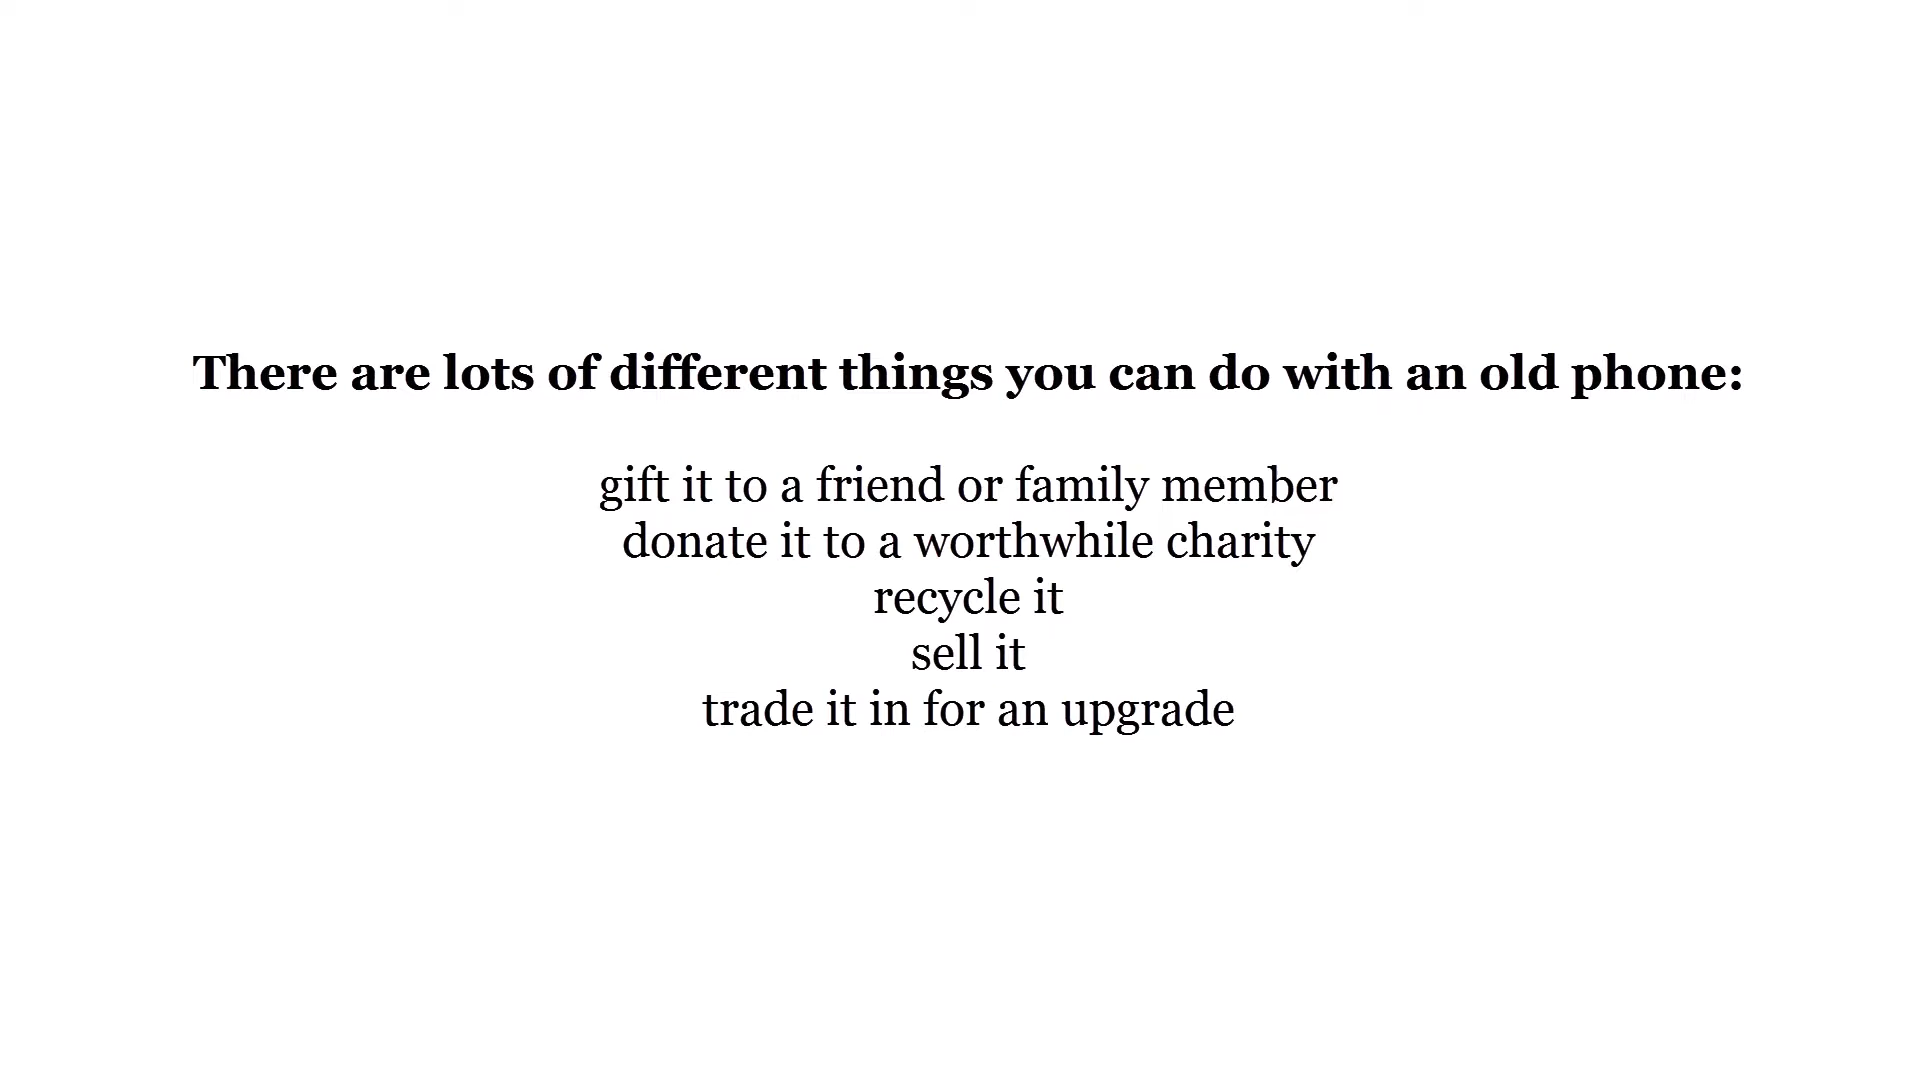 There are lots of different things you can do with an old phone:
gift it to a friend or family member
donate it to a worthwhile charity
recycle it
sell it
trade it in for an upgrade